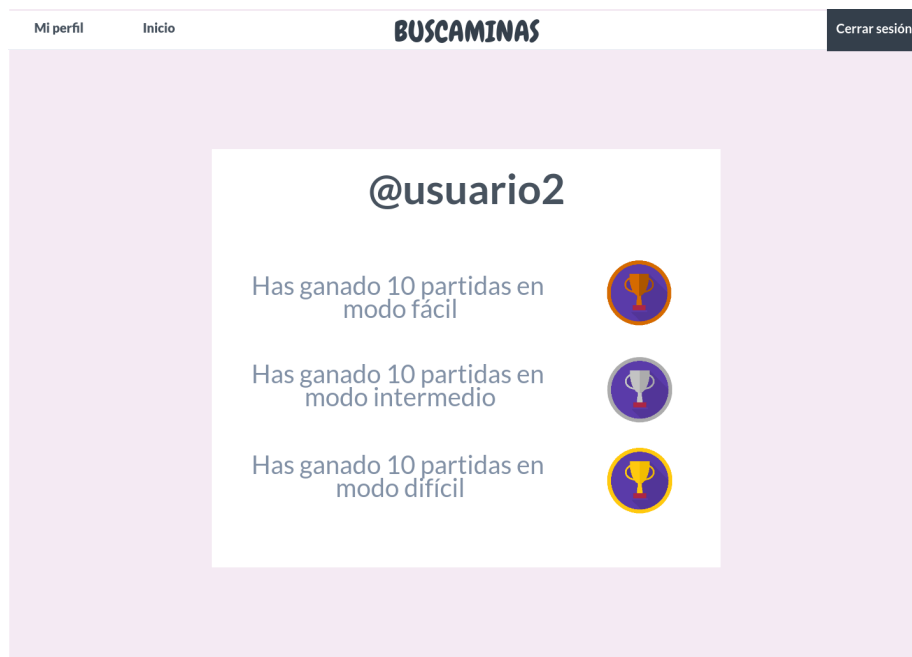 Mi perfil
Inicio
BUSCAMINAS
Cerrar sesión
@usuario2
Has ganado 10 partidas en
modo fácil
Has ganado 10 partidas en
modo intermedio
Has ganado 10 partidas en
modo difícil